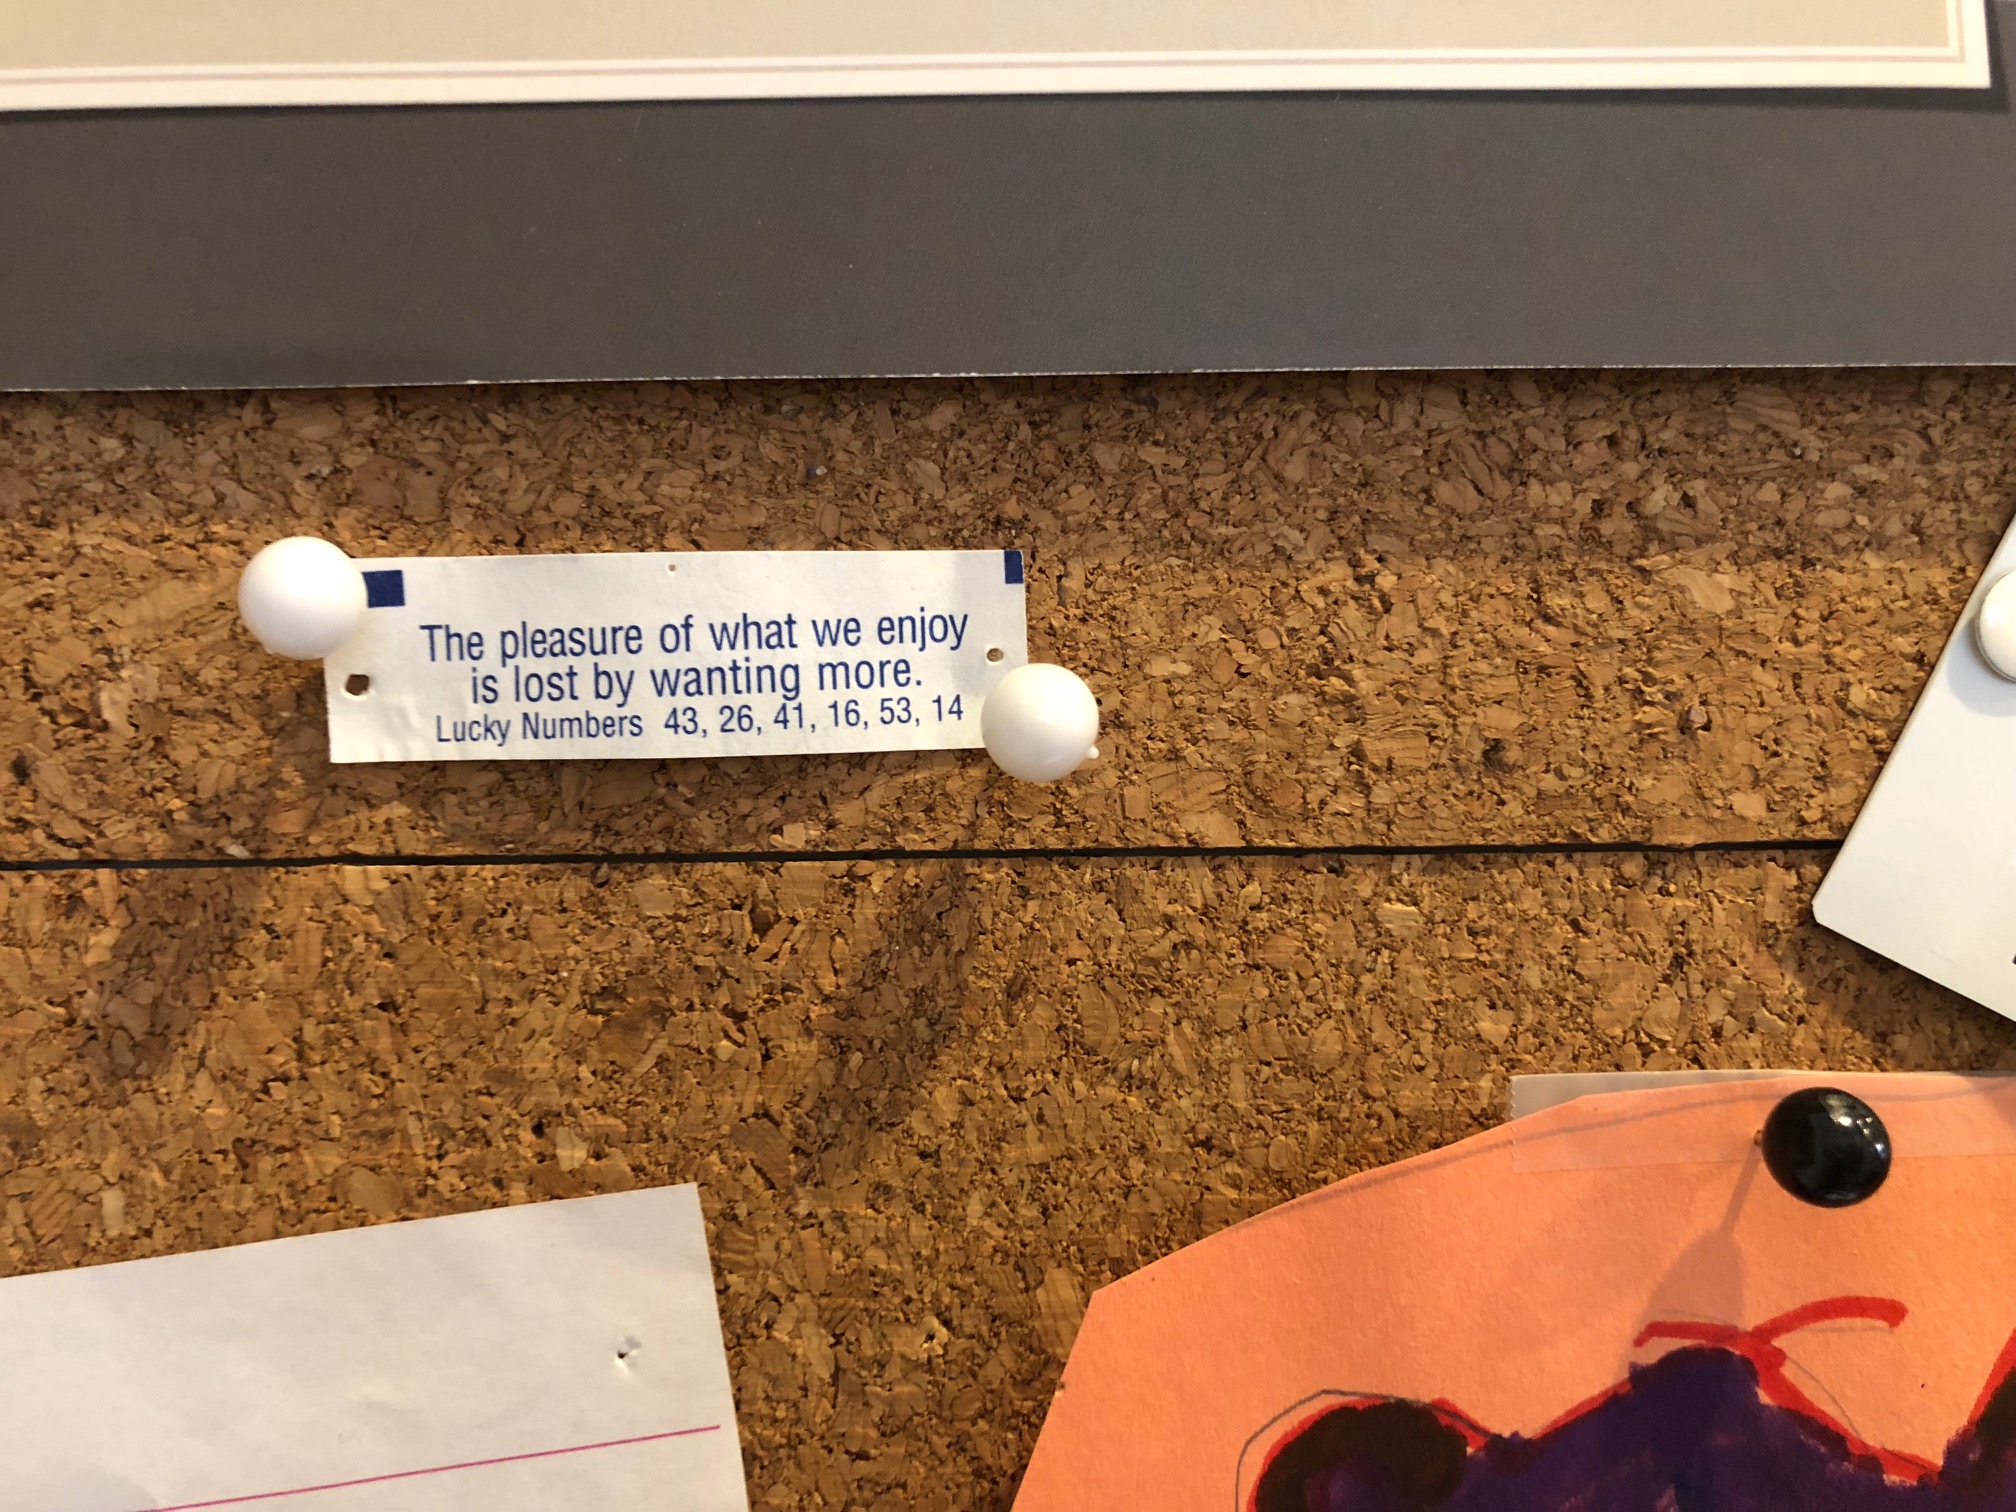 The pleasure of what we enjoy
is lost by wanting more.
Lucky Numbers 43, 26, 41, 16, 53, 14